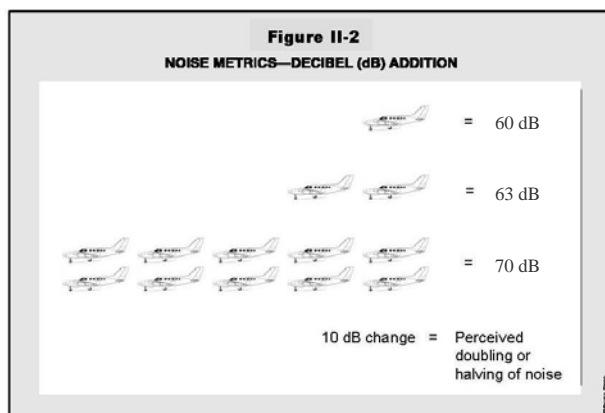 Figure II-2
NOISE METRICS—DECIBEL (dB) ADDITION
= 60 dB
= 63 dB
= 70 dB
10 dB change = Perceived
doubling or
halving of noise